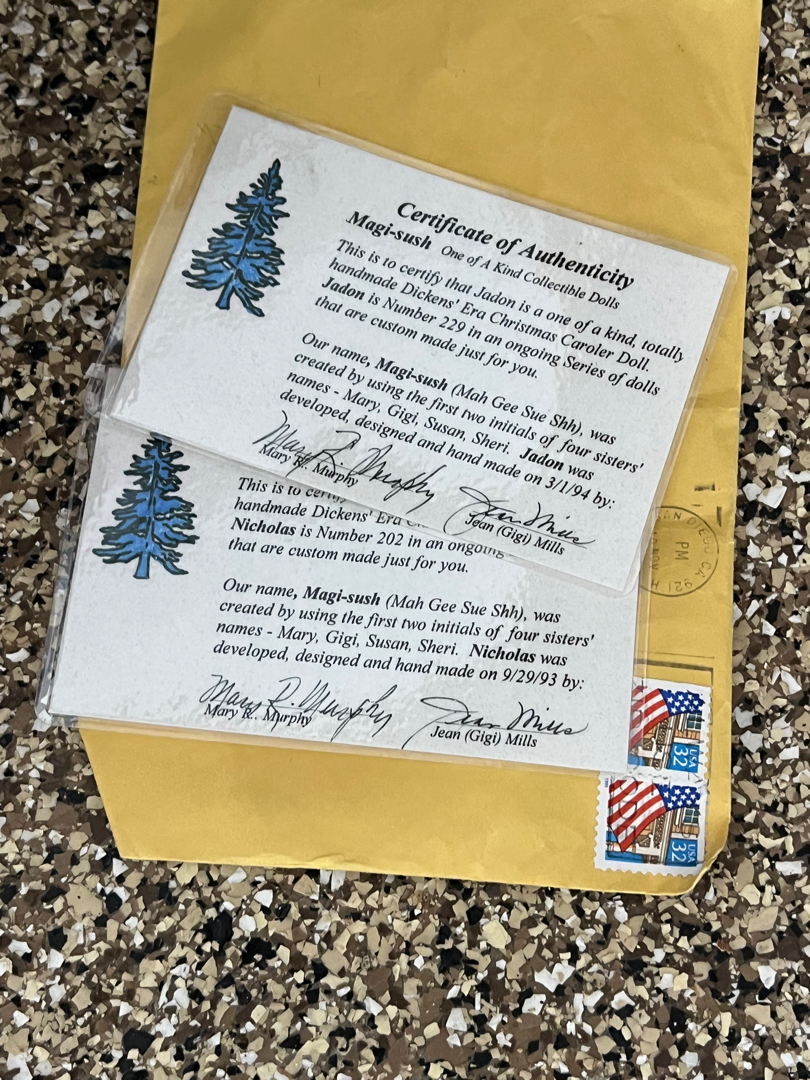 Certificate of Authenticity
Magi-sush One of A Kind Collectible Dolls
This is to certify that Jadon is a one of a kind, totally
handmade Dickens' Era Christmas Caroler Doll.
Jadon is Number 229 in an ongoing Series of dolls
that are custom made just for you.
Our name, Magi-sush (Mah Gee Sue Shh), was
created by using the first two initials of four sisters'
names - Mary, Gigi, Susan, Sheri. Jadon was
developed, designed and hand made on 3/1/94 by:
Mary R. Murphy
Mary R. Murphy
Jean Mills
Jean (Gigi) Mills
This is to
handmade Dickens' Era
Nicholas is Number 202 in an ongoing
that are custom made just for you.
Our name, Magi-sush (Mah Gee Sue Shh), was
created by using the first two initials of four sisters'
names - Mary, Gigi, Susan, Sheri. Nicholas was
developed, designed and hand made on 9/29/93 by:
Mary R. Murphy
Mary R. Murphy
Jean Mills
Jean (Gigi) Mills
DIEGO CA
PM
NOV
921
USA
32
USA
32